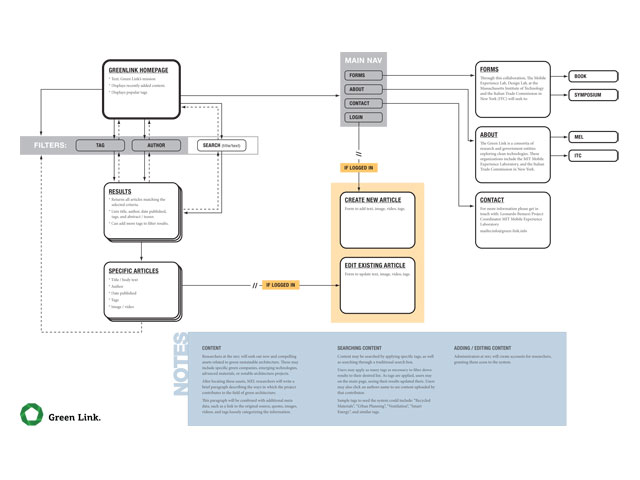 GREENLINK HOMEPAGE
* Text: Green Link's mission
* Displays recently added content
* Displays popular tags
MAIN NAV
FORMS
ABOUT
CONTACT
LOGIN
FORMS
Through this collaboration, The Mobile
Experience Lab, Design Lab, at the
Massachusetts Institute of Technology
and the Italian Trade Commission in
New York (ITC) will seek to:
BOOK
SYMPOSIUM
FILTERS:
TAG
AUTHOR
SEARCH (title/text)
ABOUT
The Green Link is a consortia of
research and government entities
exploring clean technologies. These
organizations include the MIT Mobile
Experience Laboratory, and the Italian
Trade Commission in New York.
MEL
ITC
IF LOGGED IN
RESULTS
* Returns all articles matching the
selected criteria.
* Lists title, author, date published,
tags, and abstract / teaser.
* Can add more tags to filter results.
CREATE NEW ARTICLE
Form to add text, image, video, tags.
CONTACT
For more information please get in
touch with: Leonardo Bonanni Project
Coordinator MIT Mobile Experience
Laboratory
SPECIFIC ARTICLES
* Title / body text
* Author
* Date published
* Tags
* Image / video
IF LOGGED IN
EDIT EXISTING ARTICLE
Form to update text, image, video, tags.
NOTES
CONTENT
Researchers at the MEL will seek out new and compelling
stories related to green sustainable architecture. These may
include specific green companies, emerging technologies,
advanced materials, or notable architecture projects.
After locating these assets, MEL researchers will write a
brief paragraph describing the ways in which the project
contributes to the field of green architecture.
This paragraph will be combined with additional meta
data, such as a link to the original source, quotes, images,
videos, and tags loosely categorizing the information.
SEARCHING CONTENT
Content may be searched by applying specific tags, as well
as searching through a traditional search field.
Users may apply as many tags as necessary to filter down
results to their desired list. As tags are applied, users stay
on the same page, seeing their results updated there. Users
may also click an authors name to see content uploaded by
that contributor.
Sample tags to seed the system could include: "Recycled
Materials", "Urban Planning", "Ventilated", "Smart
Energy", and similar tags.
ADDING / EDITING CONTENT
Administrators at MEL will create accounts for researchers,
granting them access to the system.
Green Link.